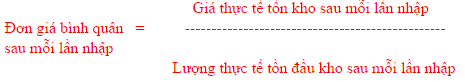 Giá thực tế tồn kho sau mỗi lần nhập
Đơn giá bình quân =
--------------------------------------------------
sau mỗi lần nhập
Lượng thực tế tồn đầu kho sau mỗi lần nhập